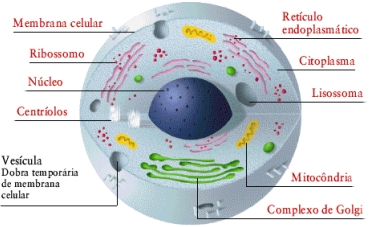 Membrana celular
Ribossomo
Núcleo
Centríolos
Vesícula
Dobra temporária
de membrana
celular
Retículo
endoplasmático
Citoplasma
Lisossoma
Mitocôndria
Complexo de Golgi